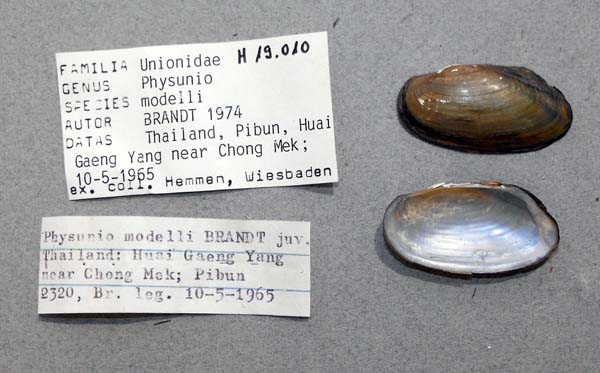 FAMILIA Unionidae H 19.010
GENUS Physunio
SPECIES modelli
AUTOR BRANDT 1974
DATAS Thailand, Pibun, Huai
Gaeng Yang near Chong Mek;
10-5-1965
ex. coll. Hemmen, Wiesbaden
Physunio modelli BRANDT juv.
Thailand: Huai Gaeng Yang
near Chong Mek; Pibun
2320, Br. leg. 10-5-1965